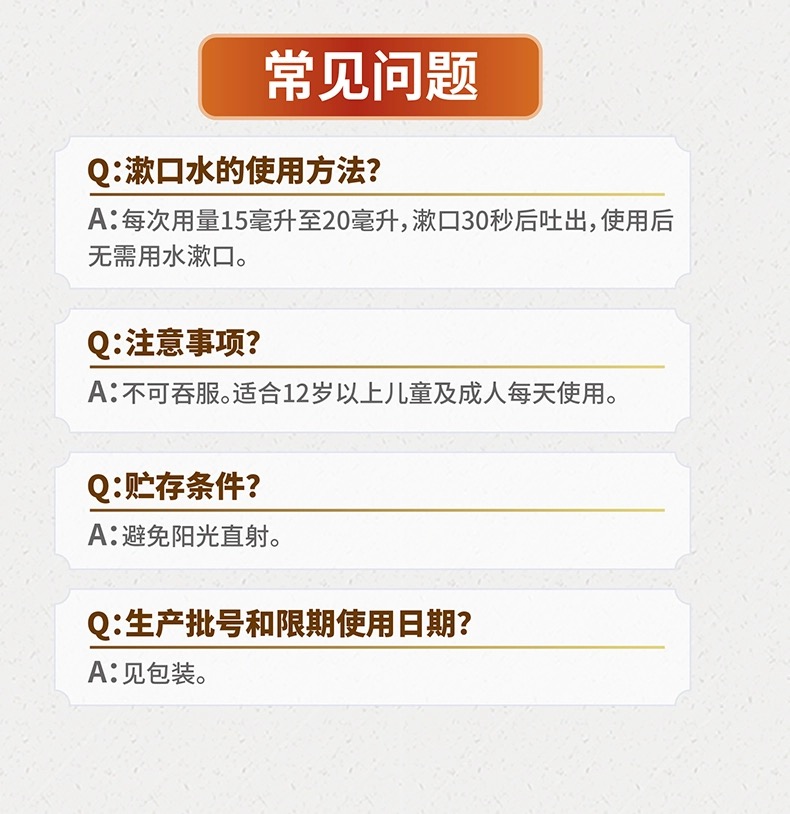 常见问题
Q:漱口水的使用方法?
A:每次用量15毫升至20毫升,漱口30秒后吐出,使用后
无需用水漱口。
Q:注意事项?
A:不可吞服。适合12岁以上儿童及成人每天使用。
Q:贮存条件?
A:避免阳光直射。
Q:生产批号和限期使用日期?
A:见包装。